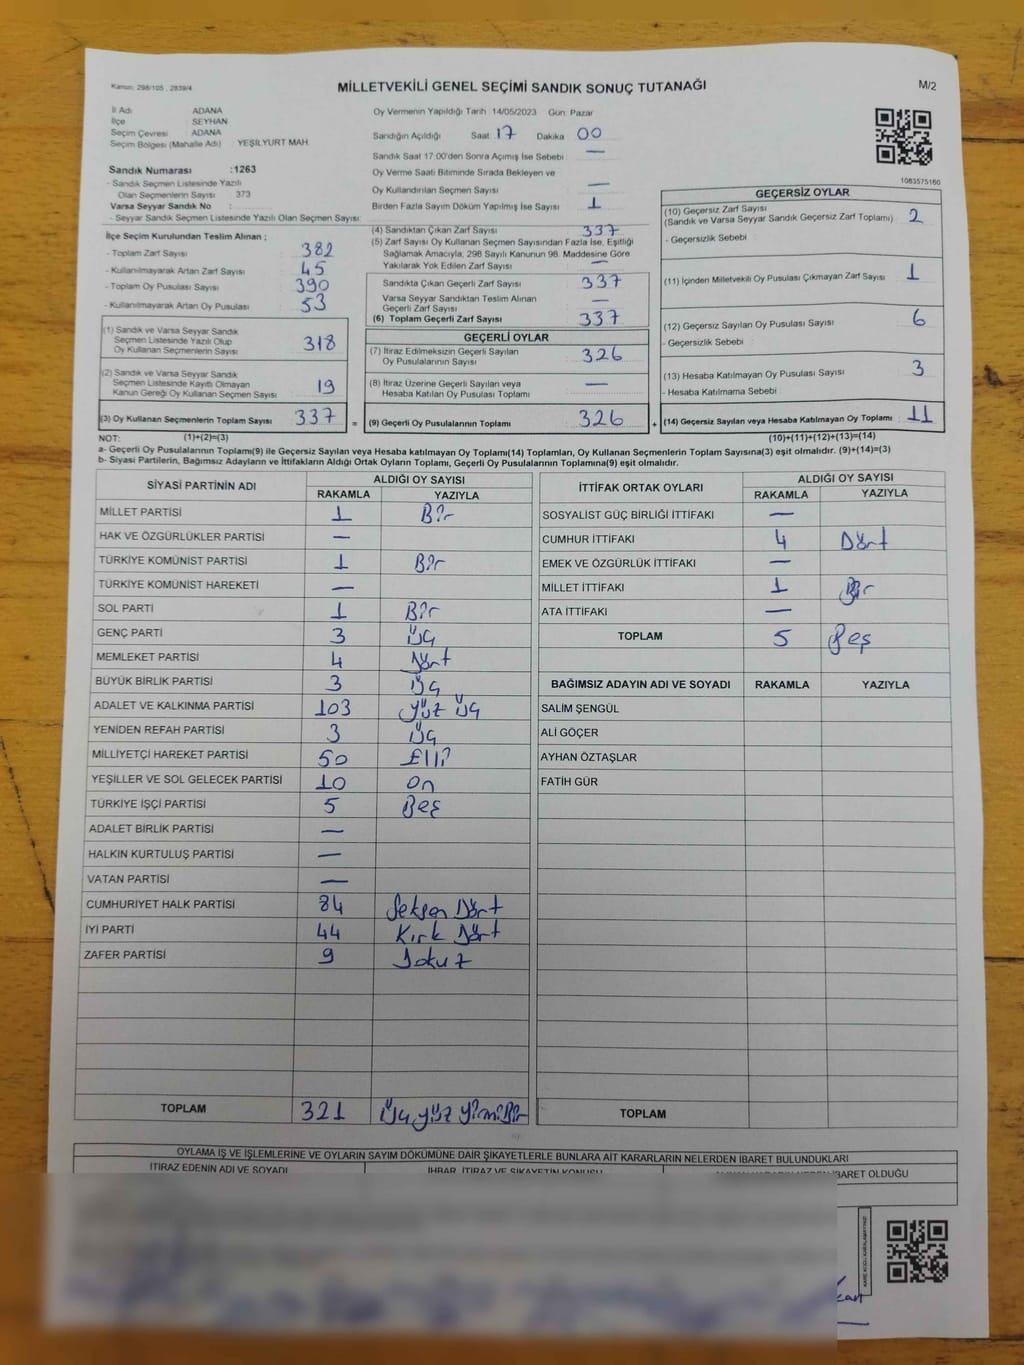 Kanun: 298/105 , 2839/4
MİLLETVEKİLİ GENEL SEÇİMİ SANDIK SONUÇ TUTANAĞI
M/2
İl Adı ADANA
İlçe SEYHAN
Seçim Çevresi ADANA
Seçim Bölgesi (Mahalle Adı) YEŞİLYURT MAH.
Oy Vermenin Yapıldığı Tarih 14/05/2023 Gün: Pazar
Sandığın Açıldığı Saat 17 Dakika 00
Sandık Saat 17:00'den Sonra Açımış İse Sebebi —
Oy Verme Saati Bitiminde Sırada Bekleyen ve
Oy Kullandırılan Seçmen Sayısı —
Birden Fazla Sayım Döküm Yapılmış İse Sayısı 1
Sandık Numarası :1263
- Sandık Seçmen Listesinde Yazılı
Olan Seçmenlerin Sayısı 373
Varsa Seyyar Sandık No :
- Seyyar Sandık Seçmen Listesinde Yazılı Olan Seçmen Sayısı:
İlçe Seçim Kurulundan Teslim Alınan ;
- Toplam Zarf Sayısı 382
- Kullanılmayarak Artan Zarf Sayısı 45
- Toplam Oy Pusulası Sayısı 390
- Kullanılmayarak Artan Oy Pusulası 53
(1) Sandık ve Varsa Seyyar Sandık
Seçmen Listesinde Yazılı Olup
Oy Kullanan Seçmenlerin Sayısı 318
(2) Sandık ve Varsa Seyyar Sandık
Seçmen Listesinde Kayıtlı Olmayan
Kanun Gereği Oy Kullanan Seçmen Sayısı 19
(3) Oy Kullanan Seçmenlerin Toplam Sayısı 337
(4) Sandıktan Çıkan Zarf Sayısı 337
(5) Zarf Sayısı Oy Kullanan Seçmen Sayısından Fazla İse, Eşitliği
Sağlamak Amacıyla, 298 Sayılı Kanunun 98. Maddesine Göre
Yakılarak Yok Edilen Zarf Sayısı —
Sandıkta Çıkan Geçerli Zarf Sayısı 337
Varsa Seyyar Sandıktan Teslim Alınan
Geçerli Zarf Sayısı —
(6) Toplam Geçerli Zarf Sayısı 337
GEÇERLİ OYLAR
(7) İtiraz Edilmeksizin Geçerli Sayılan
Oy Pusulalarının Sayısı 326
(8) İtiraz Üzerine Geçerli Sayılan veya
Hesaba Katılan Oy Pusulası Toplamı —
= (9) Geçerli Oy Pusulalarının Toplamı 326
1083575160
GEÇERSİZ OYLAR
(10) Geçersiz Zarf Sayısı 2
(Sandık ve Varsa Seyyar Sandık Geçersiz Zarf Toplamı)
- Geçersizlik Sebebi :
(11) İçinden Milletvekili Oy Pusulası Çıkmayan Zarf Sayısı 1
(12) Geçersiz Sayılan Oy Pusulası Sayısı 6
- Geçersizlik Sebebi
(13) Hesaba Katılmayan Oy Pusulası Sayısı 3
- Hesaba Katılmama Sebebi
+ (14) Geçersiz Sayılan veya Hesaba Katılmayan Oy Toplamı 11
NOT: (1)+(2)=(3)
(10)+(11)+(12)+(13)=(14)
a- Geçerli Oy Pusulalarının Toplamı(9) ile Geçersiz Sayılan veya Hesaba katılmayan Oy Toplamı(14) Toplamları, Oy Kullanan Seçmenlerin Toplam Sayısına(3) eşit olmalıdır. (9)+(14)=(3)
b- Siyasi Partilerin, Bağımsız Adayların ve İttifakların Aldığı Ortak Oyların Toplamı, Geçerli Oy Pusulalarının Toplamına(9) eşit olmalıdır.
SİYASİ PARTİNİN ADI ALDIĞI OY SAYISI
RAKAMLA YAZIYLA
MİLLET PARTİSİ 1 Bir
HAK VE ÖZGÜRLÜKLER PARTİSİ —
TÜRKİYE KOMÜNİST PARTİSİ 1 Bir
TÜRKİYE KOMÜNİST HAREKETİ —
SOL PARTİ 1 Bir
GENÇ PARTİ 3 Üç
MEMLEKET PARTİSİ 4 Dört
BÜYÜK BİRLİK PARTİSİ 3 Üç
ADALET VE KALKINMA PARTİSİ 103 Yüz Üç
YENİDEN REFAH PARTİSİ 3 Üç
MİLLİYETÇİ HAREKET PARTİSİ 50 Elli
YEŞİLLER VE SOL GELECEK PARTİSİ 10 On
TÜRKİYE İŞÇİ PARTİSİ 5 Beş
ADALET BİRLİK PARTİSİ —
HALKIN KURTULUŞ PARTİSİ —
VATAN PARTİSİ —
CUMHURİYET HALK PARTİSİ 84 Seksen Dört
İYİ PARTİ 44 Kırk Dört
ZAFER PARTİSİ 9 Dokuz
TOPLAM 321 Üç yüz Yirmi Bir
İTTİFAK ORTAK OYLARI ALDIĞI OY SAYISI
RAKAMLA YAZIYLA
SOSYALİST GÜÇ BİRLİĞİ İTTİFAKI —
CUMHUR İTTİFAKI 4 Dört
EMEK VE ÖZGÜRLÜK İTTİFAKI —
MİLLET İTTİFAKI 1 Bir
ATA İTTİFAKI —
TOPLAM 5 Beş
BAĞIMSIZ ADAYIN ADI VE SOYADI RAKAMLA YAZIYLA
SALİM ŞENGÜL
ALİ GÖÇER
AYHAN ÖZTAŞLAR
FATİH GÜR
TOPLAM
OYLAMA İŞ VE İŞLEMLERİNE VE OYLARIN SAYIM DÖKÜMÜNE DAİR ŞİKAYETLERLE BUNLARA AİT KARARLARIN NELERDEN İBARET BULUNDUKLARI
İTİRAZ EDENİN ADI VE SOYADI İHBAR, İTİRAZ VE ŞİKAYETİN KONUSU İBARET OLDUĞU